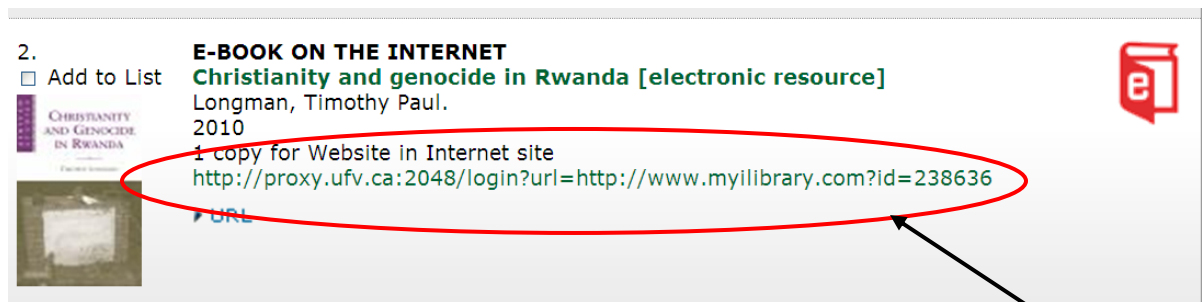 2.
E-BOOK ON THE INTERNET
Add to List
Christianity and genocide in Rwanda [electronic resource]
Longman, Timothy Paul.
2010
1 copy for Website in Internet site
http://proxy.ufv.ca:2048/login?url=http://www.myilibrary.com?id=238636
URL
CHRISTIANITY
AND GENOCIDE
IN RWANDA
e